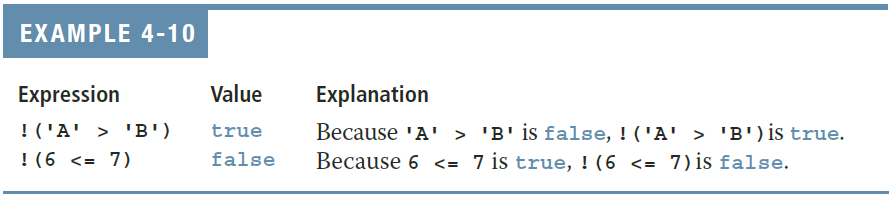 EXAMPLE 4-10
Expression Value Explanation
!('A' > 'B') true Because 'A' > 'B' is false, !('A' > 'B')is true.
!(6 <= 7) false Because 6 <= 7 is true, !(6 <= 7)is false.